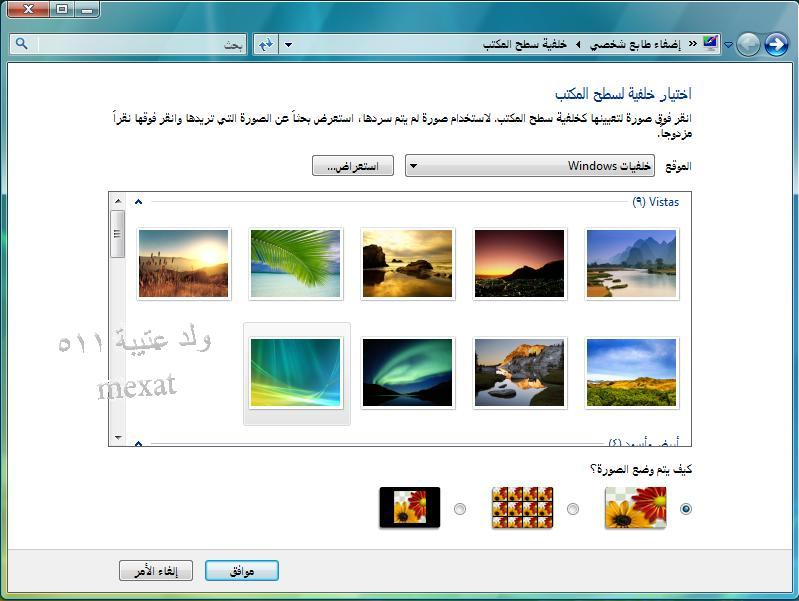 « إضفاء طابع شخصي ◂ خلفية سطح المكتب
بحث
اختيار خلفية لسطح المكتب
انقر فوق صورة لتعيينها كخلفية سطح المكتب. لاستخدام صورة لم يتم سردها، استعرض بحثاً عن الصورة التي تريدها وانقر فوقها نقراً
مزدوجاً.
الموقع
خلفيات Windows
استعراض...
Vistas (٩)
ولد عتيبة ٥١١
mexat
أبيض وأسود (٤)
كيف يتم وضع الصورة؟
موافق
إلغاء الأمر